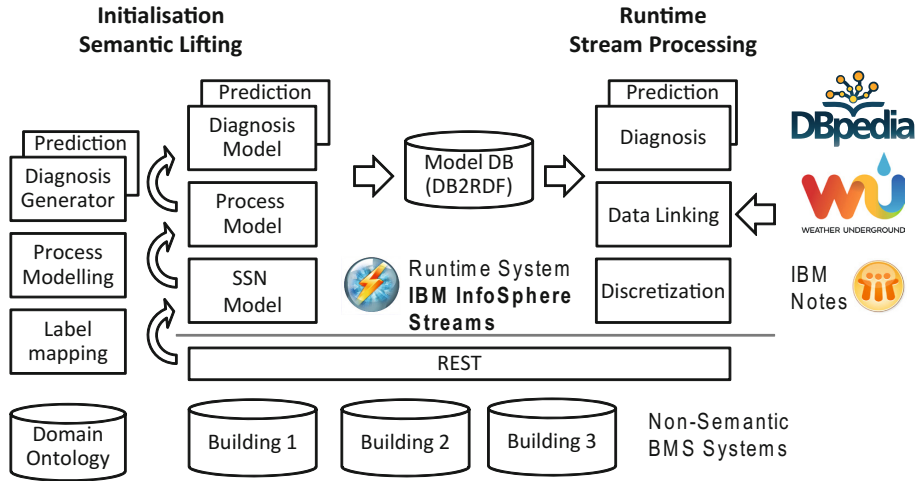 Initialisation
Semantic Lifting
Runtime
Stream Processing
Prediction
Diagnosis
Generator
Process
Modelling
Label
mapping
Domain
Ontology
Prediction
Diagnosis
Model
Process
Model
SSN
Model
Model DB
(DB2RDF)
Runtime System
IBM InfoSphere
Streams
Prediction
Diagnosis
Data Linking
Discretization
DBpedia
WU
WEATHER UNDERGROUND
IBM
Notes
REST
Building 1
Building 2
Building 3
Non-Semantic
BMS Systems